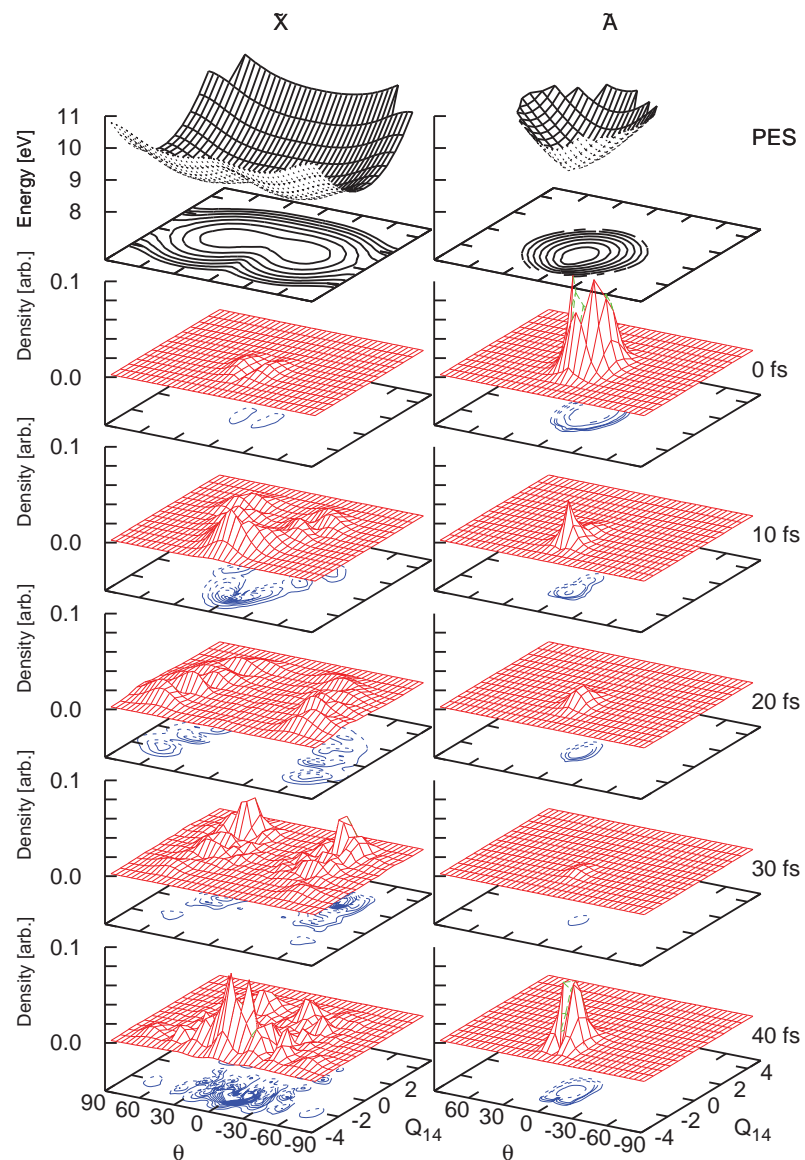 X̃ Ã
11
10
9
8
Energy [eV]
PES
0.1
0.0
Density [arb.]
0 fs
0.1
0.0
Density [arb.]
10 fs
0.1
0.0
Density [arb.]
20 fs
0.1
0.0
Density [arb.]
30 fs
0.1
0.0
Density [arb.]
40 fs
90 60 30 0 -30 -60 -90
θ
-4 -2 0 2
Q14
60 30 0 -30 -60 -90
θ
-4 -2 0 2 4
Q14